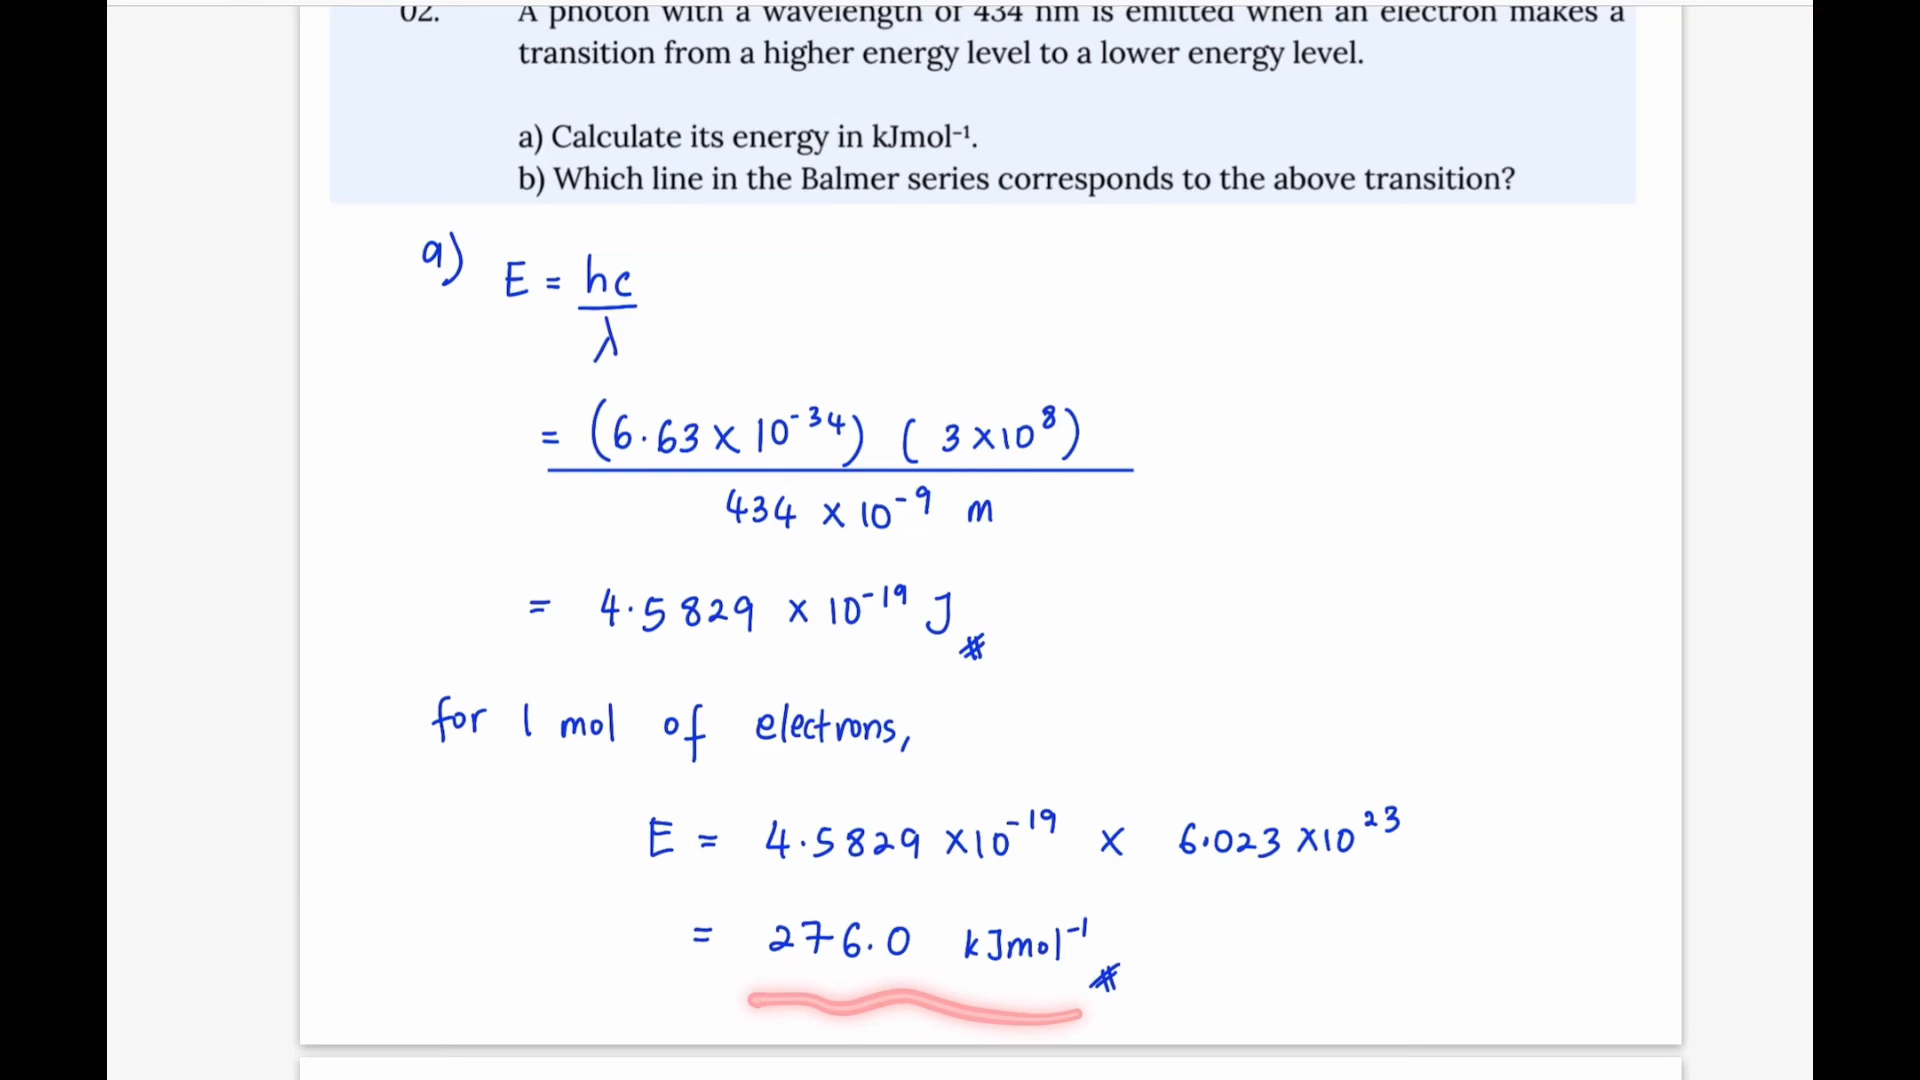 02. A photon with a wavelength of 434 nm is emitted when an electron makes a
transition from a higher energy level to a lower energy level.
a) Calculate its energy in kJmol⁻¹.
b) Which line in the Balmer series corresponds to the above transition?
a) E = hc
λ
= (6.63 x 10⁻³⁴) (3 x10⁸)
434 x 10⁻⁹ m
= 4.5829 x 10⁻¹⁹ J
for 1 mol of electrons,
E = 4.5829 x10⁻¹⁹ x 6.023 x10²³
= 276.0 kJmol⁻¹